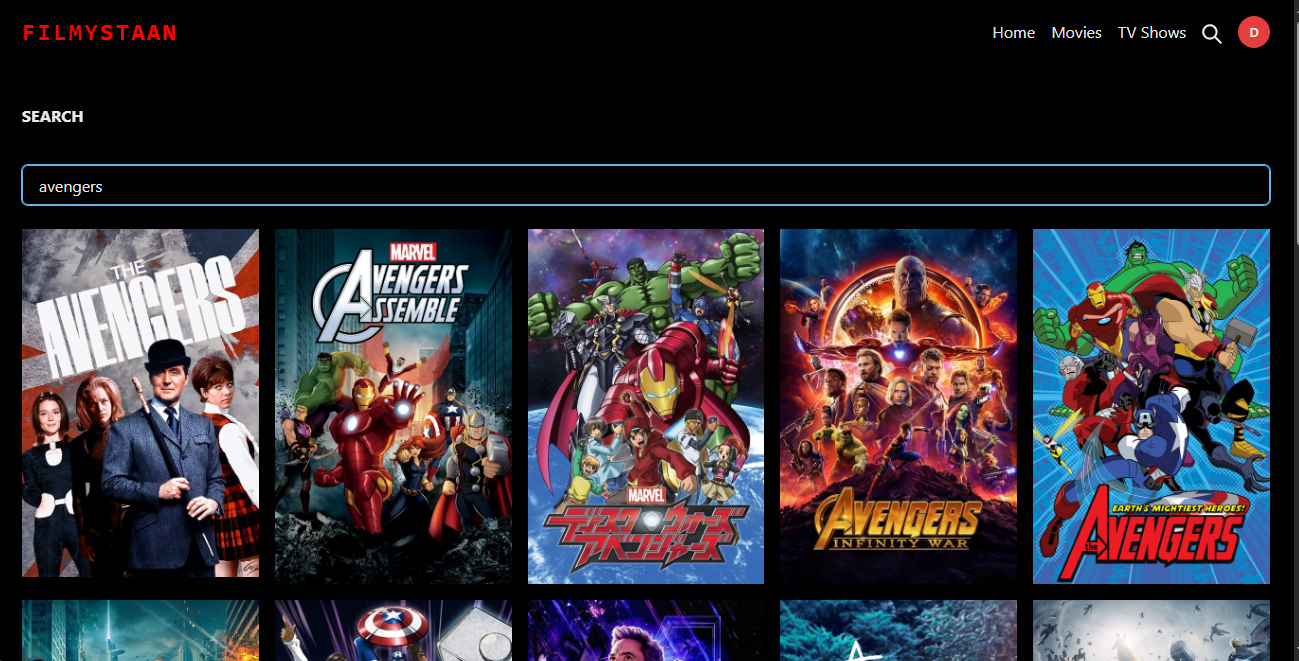 FILMYSTAAN
Home Movies TV Shows D
SEARCH
avengers
THE
AVENGERS
MARVEL
AVENGERS
ASSEMBLE
MARVEL
ディスク・ウォーズ
アベンジャーズ
AVENGERS
INFINITY WAR
EARTH'S MIGHTIEST HEROES!
the AVENGERS